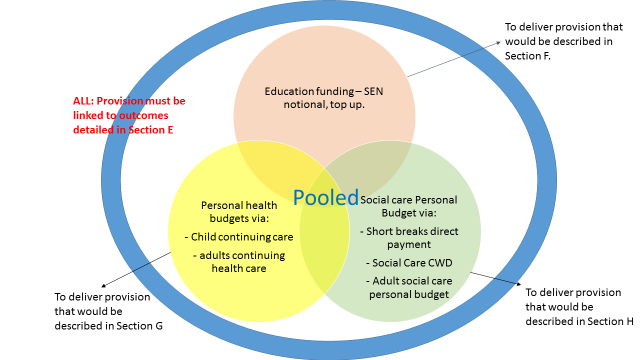 To deliver provision that
would be described in
Section F.
Education funding – SEN
notional, top up.
ALL: Provision must be
linked to outcomes
detailed in Section E
Pooled
Personal health
budgets via:
- Child continuing care
- adults continuing
health care
Social care Personal
Budget via:
- Short breaks direct
payment
- Social Care CWD
- Adult social care
personal budget
To deliver provision
that would be
described in Section G
To deliver provision
that would be
described in Section H